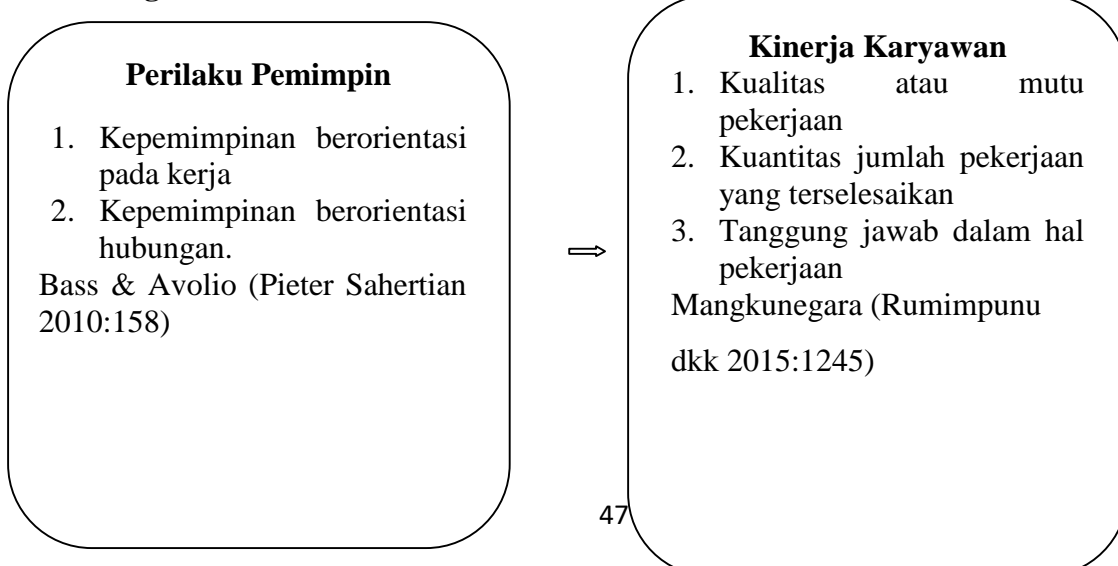 Perilaku Pemimpin
1. Kepemimpinan berorientasi
pada kerja
2. Kepemimpinan berorientasi
hubungan.
Bass & Avolio (Pieter Sahertian
2010:158)
Kinerja Karyawan
1. Kualitas atau mutu
pekerjaan
2. Kuantitas jumlah pekerjaan
yang terselesaikan
3. Tanggung jawab dalam hal
pekerjaan
Mangkunegara (Rumimpunu
dkk 2015:1245)
47